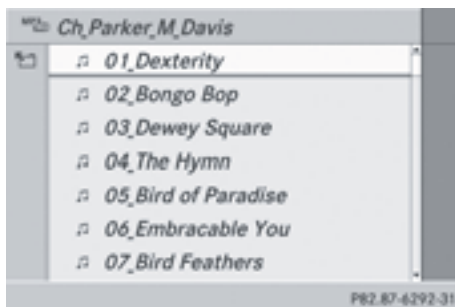 MP3 Ch_Parker_M_Davis
01_Dexterity
02_Bongo Bop
03_Dewey Square
04_The Hymn
05_Bird of Paradise
06_Embracable You
07_Bird Feathers
P82.87-6292-31